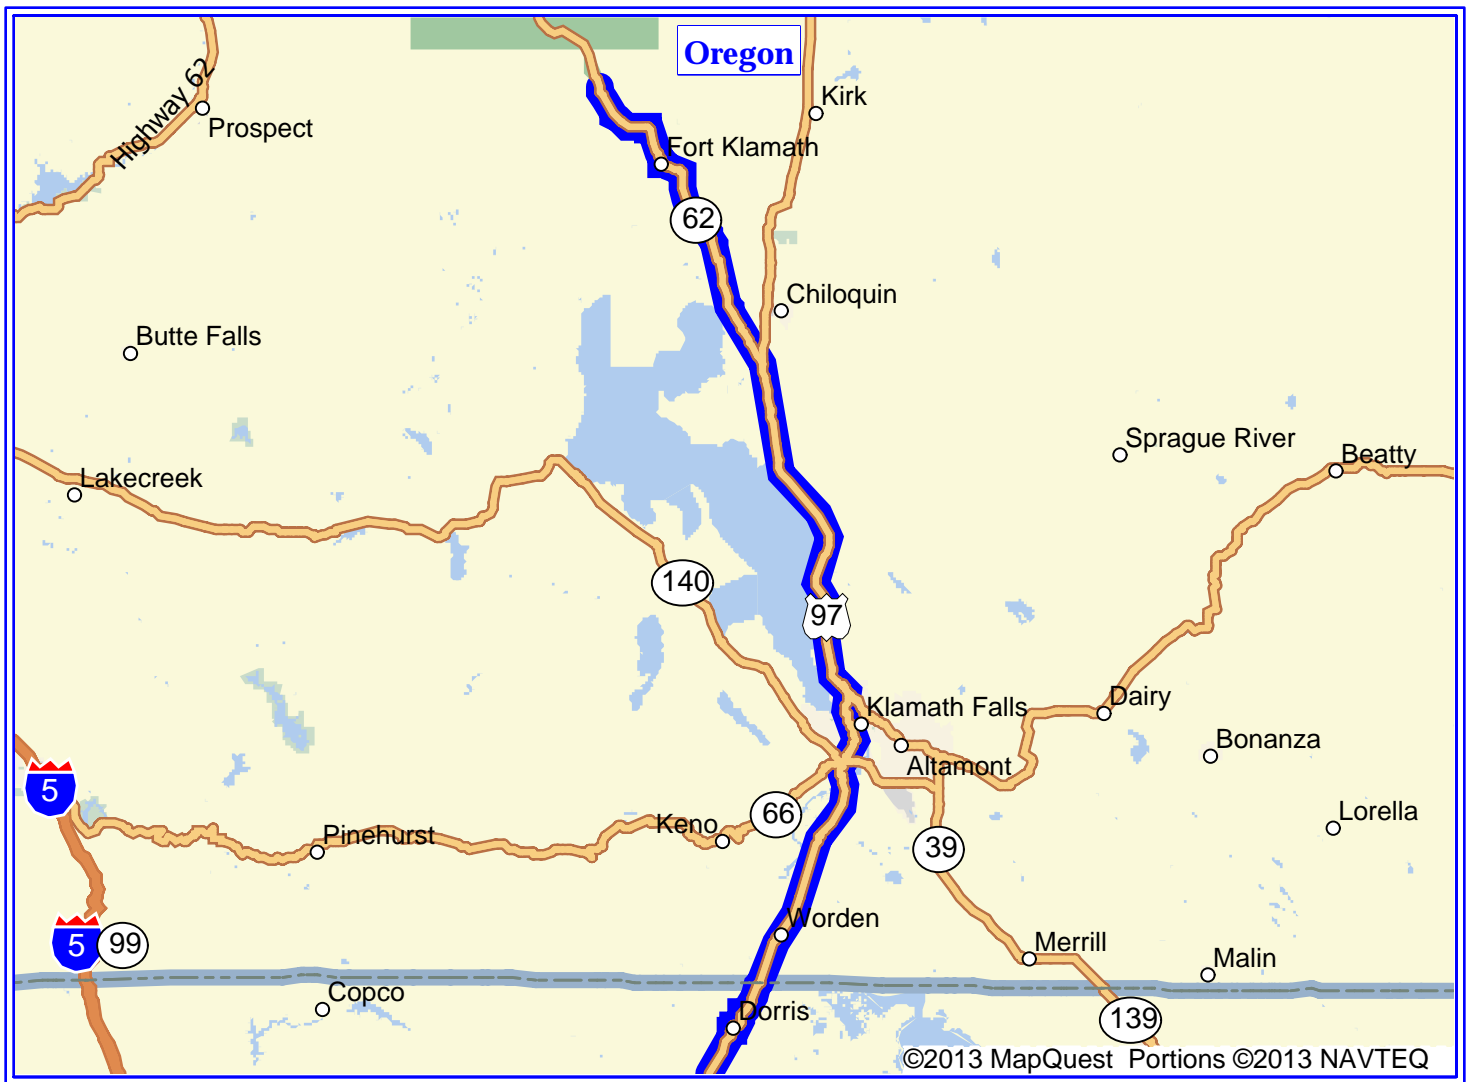 Oregon
Highway 62
Kirk
Prospect
Fort Klamath
62
Chiloquin
Butte Falls
Sprague River
Beatty
Lakecreek
140
97
Dairy
Klamath Falls
Bonanza
Altamont
5
66
Keno
Lorella
Pinehurst
39
Worden
5
99
Merrill
Malin
Copco
Dorris
139
©2013 MapQuest Portions ©2013 NAVTEQ